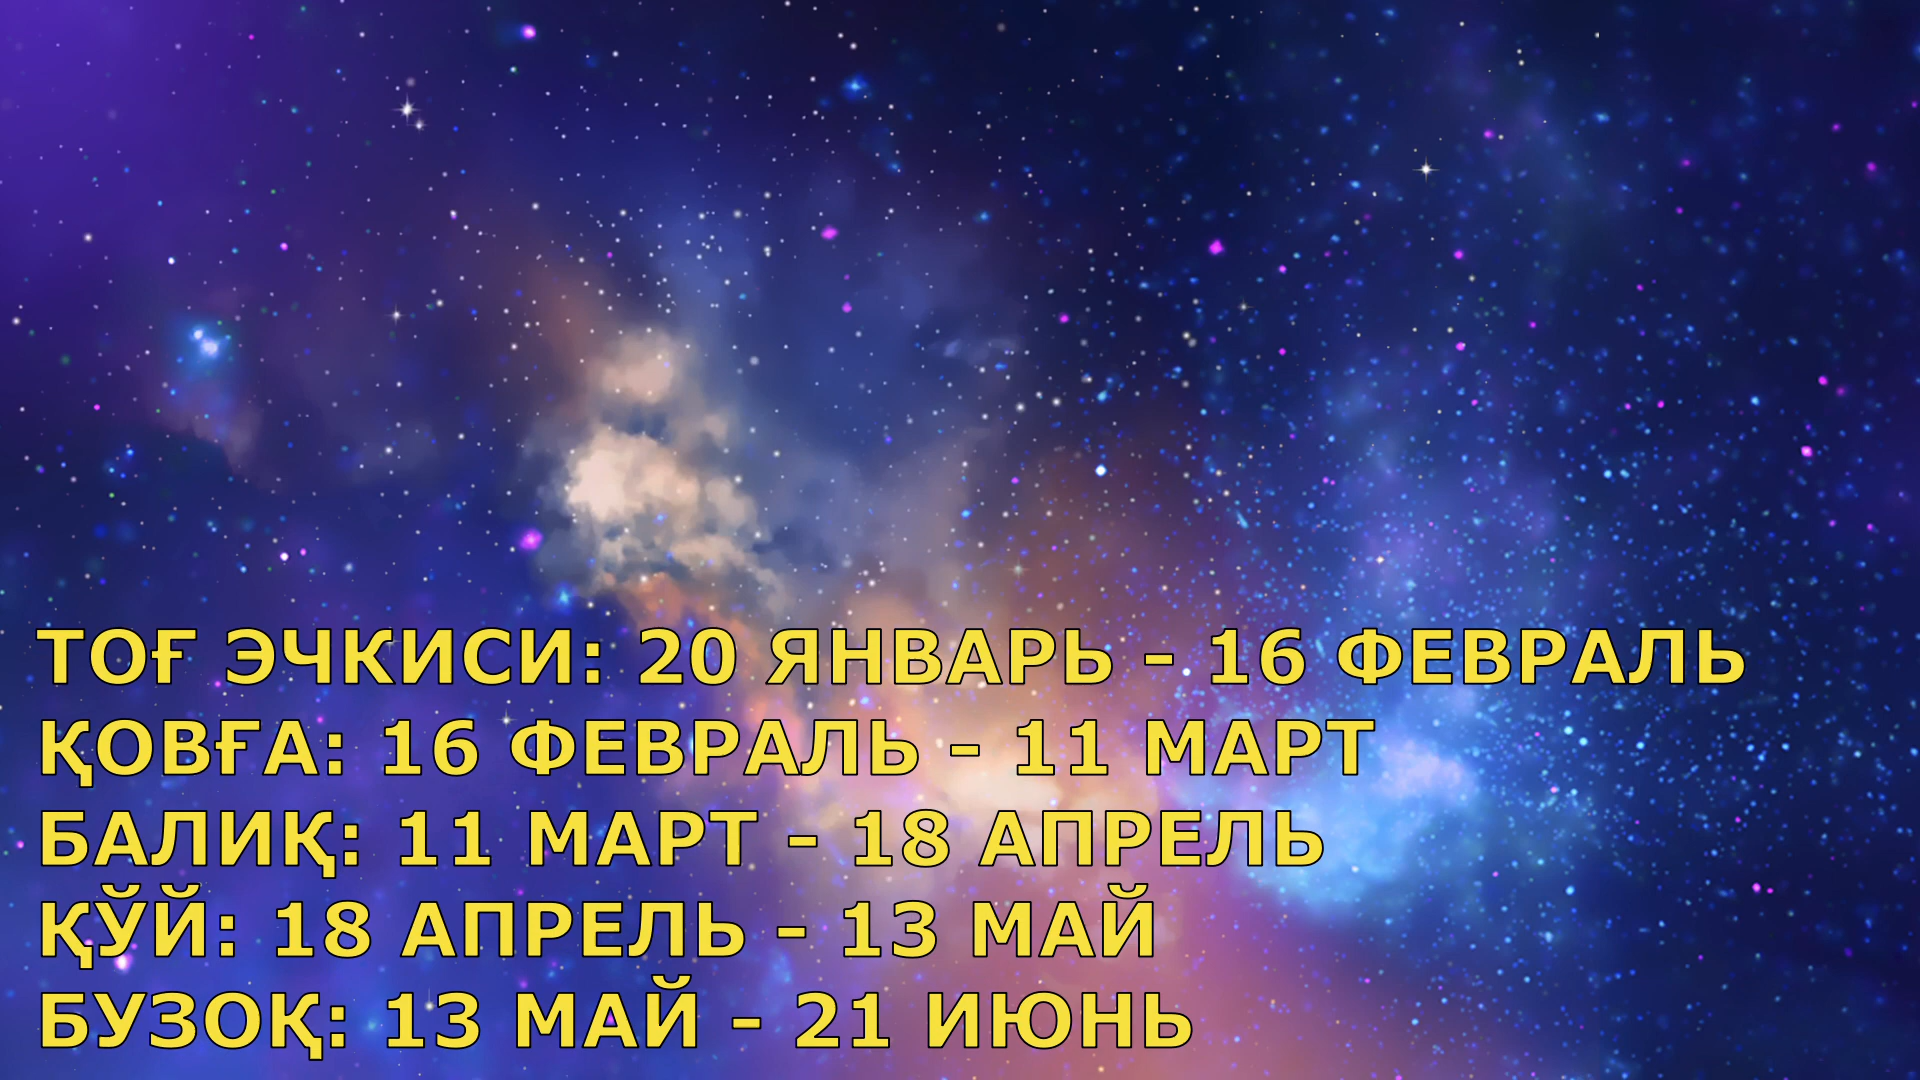 ТОҒ ЭЧКИСИ: 20 ЯНВАРЬ – 16 ФЕВРАЛЬ
ҚОВҒА: 16 ФЕВРАЛЬ – 11 МАРТ
БАЛИҚ: 11 МАРТ – 18 АПРЕЛЬ
ҚЎЙ: 18 АПРЕЛЬ – 13 МАЙ
БУЗОҚ: 13 МАЙ – 21 ИЮНЬ